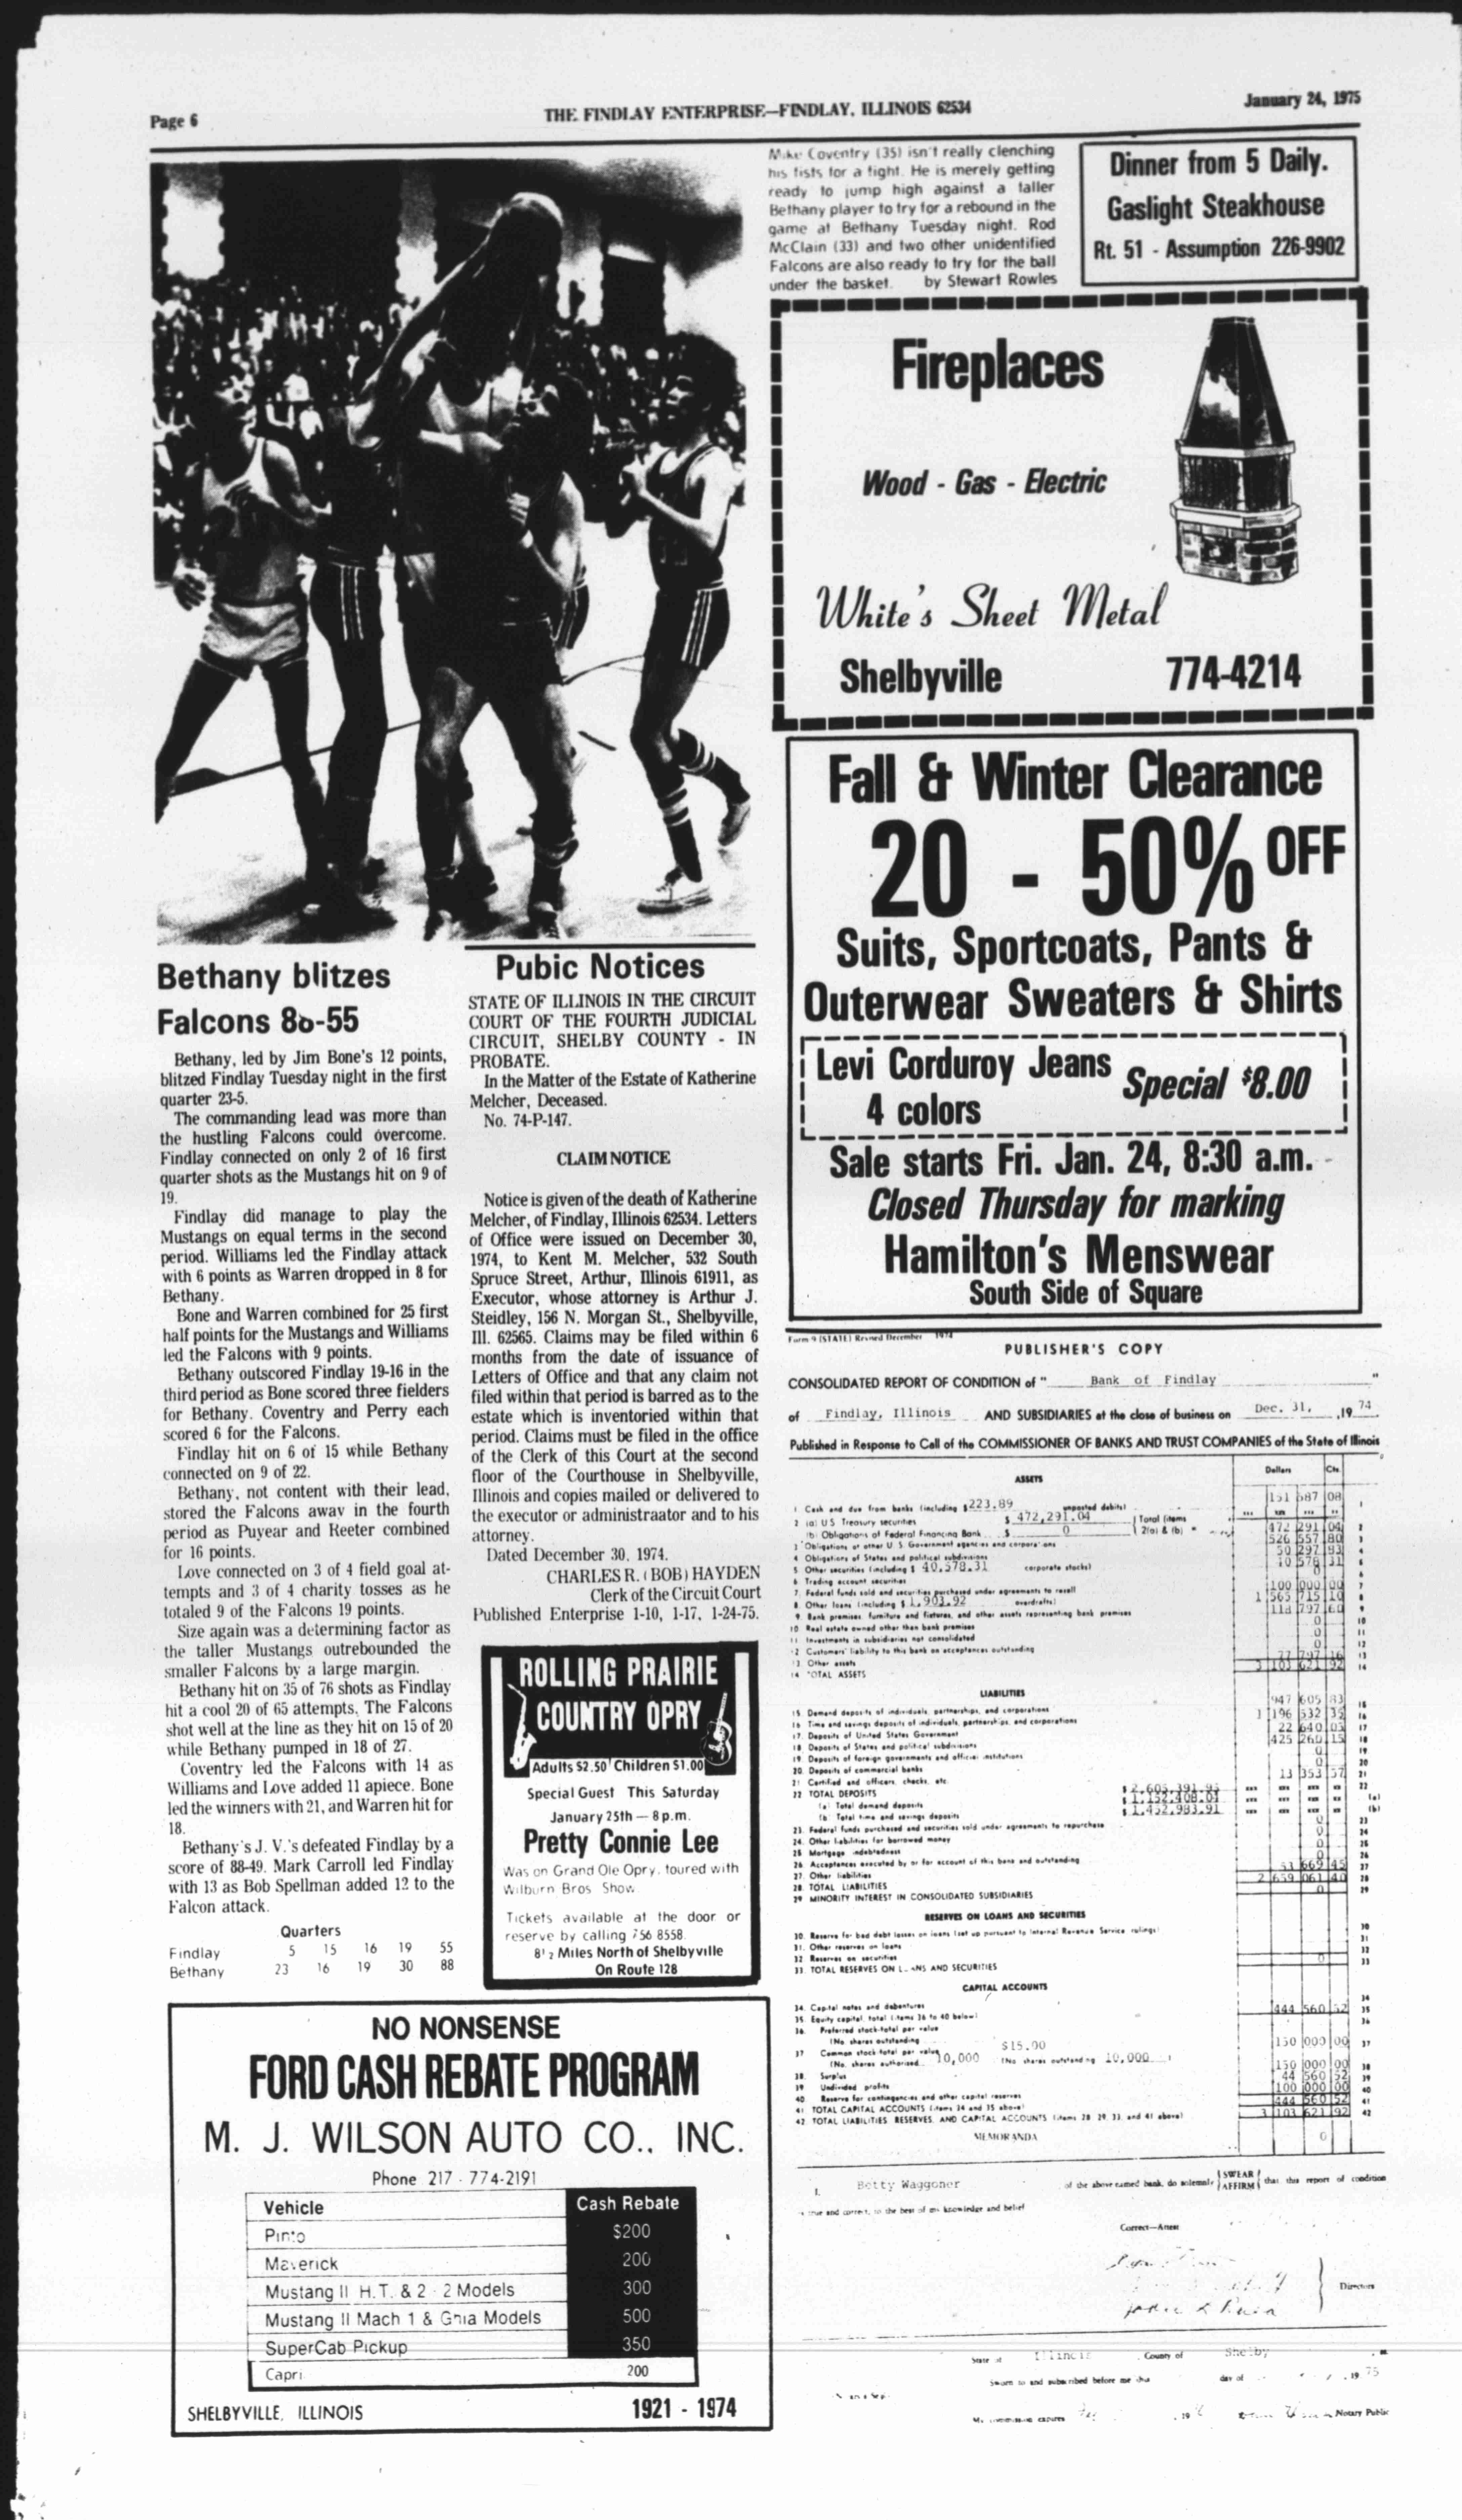 Page 6
THE FINDLAY ENTERPRISE—FINDLAY, ILLINOIS 62534
January 24, 1975
Mike Coventry (35) isn't really clenching
his fists for a fight. He is merely getting
ready to jump high against a taller
Bethany player to try for a rebound in the
game at Bethany Tuesday night. Rod
McClain (33) and two other unidentified
Falcons are also ready to try for the ball
under the basket. by Stewart Rowles
Dinner from 5 Daily.
Gaslight Steakhouse
Rt. 51 - Assumption 226-9902
Fireplaces
Wood - Gas - Electric
White's Sheet Metal
Shelbyville 774-4214
Fall & Winter Clearance
20 - 50% OFF
Suits, Sportcoats, Pants &
Outerwear Sweaters & Shirts
Levi Corduroy Jeans
4 colors
Special $8.00
Sale starts Fri. Jan. 24, 8:30 a.m.
Closed Thursday for marking
Hamilton's Menswear
South Side of Square
Bethany blitzes
Falcons 88-55
Bethany, led by Jim Bone's 12 points,
blitzed Findlay Tuesday night in the first
quarter 23-5.
The commanding lead was more than
the hustling Falcons could overcome.
Findlay connected on only 2 of 16 first
quarter shots as the Mustangs hit on 9 of
19.
Findlay did manage to play the
Mustangs on equal terms in the second
period. Williams led the Findlay attack
with 6 points as Warren dropped in 8 for
Bethany.
Bone and Warren combined for 25 first
half points for the Mustangs and Williams
led the Falcons with 9 points.
Bethany outscored Findlay 19-16 in the
third period as Bone scored three fielders
for Bethany. Coventry and Perry each
scored 6 for the Falcons.
Findlay hit on 6 of 15 while Bethany
connected on 9 of 22.
Bethany, not content with their lead,
stored the Falcons away in the fourth
period as Puyear and Reeter combined
for 16 points.
Love connected on 3 of 4 field goal at-
tempts and 3 of 4 charity tosses as he
totaled 9 of the Falcons 19 points.
Size again was a determining factor as
the taller Mustangs outrebounded the
smaller Falcons by a large margin.
Bethany hit on 35 of 76 shots as Findlay
hit a cool 20 of 65 attempts. The Falcons
shot well at the line as they hit on 15 of 20
while Bethany pumped in 18 of 27.
Coventry led the Falcons with 14 as
Williams and Love added 11 apiece. Bone
led the winners with 21, and Warren hit for
18.
Bethany's J. V.'s defeated Findlay by a
score of 88-49. Mark Carroll led Findlay
with 13 as Bob Spellman added 12 to the
Falcon attack.
Quarters
Findlay 5 15 16 19 55
Bethany 23 16 19 30 88
Pubic Notices
STATE OF ILLINOIS IN THE CIRCUIT
COURT OF THE FOURTH JUDICIAL
CIRCUIT, SHELBY COUNTY - IN
PROBATE.
In the Matter of the Estate of Katherine
Melcher, Deceased.
No. 74-P-147.
CLAIM NOTICE
Notice is given of the death of Katherine
Melcher, of Findlay, Illinois 62534. Letters
of Office were issued on December 30,
1974, to Kent M. Melcher, 532 South
Spruce Street, Arthur, Illinois 61911, as
Executor, whose attorney is Arthur J.
Steidley, 156 N. Morgan St., Shelbyville,
Ill. 62565. Claims may be filed within 6
months from the date of issuance of
Letters of Office and that any claim not
filed within that period is barred as to the
estate which is inventoried within that
period. Claims must be filed in the office
of the Clerk of this Court at the second
floor of the Courthouse in Shelbyville,
Illinois and copies mailed or delivered to
the executor or administraator and to his
attorney.
Dated December 30, 1974.
CHARLES R. (BOB) HAYDEN
Clerk of the Circuit Court
Published Enterprise 1-10, 1-17, 1-24-75.
ROLLING PRAIRIE
COUNTRY OPRY
Adults $2.50 Children $1.00
Special Guest This Saturday
January 25th — 8 p.m.
Pretty Connie Lee
Was on Grand Ole Opry, toured with
Wilburn Bros. Show
Tickets available at the door or
reserve by calling 756 8558
8½ Miles North of Shelbyville
On Route 128
NO NONSENSE
FORD CASH REBATE PROGRAM
M. J. WILSON AUTO CO., INC.
Phone 217 - 774-2191
Vehicle Cash Rebate
Pinto $200
Maverick 200
Mustang II H.T. & 2 - 2 Models 300
Mustang II Mach 1 & Ghia Models 500
SuperCab Pickup 350
Capri 200
SHELBYVILLE, ILLINOIS 1921 - 1974
Form 9 (STATE) Revised December 1974
PUBLISHER'S COPY
CONSOLIDATED REPORT OF CONDITION of " Bank of Findlay "
of Findlay, Illinois AND SUBSIDIARIES at the close of business on Dec. 31, 1974
Published in Response to Call of the COMMISSIONER OF BANKS AND TRUST COMPANIES of the State of Illinois
ASSETS Dollars Cts.
1 Cash and due from banks (including $223.89 unposted debits) 151 687 08
2 (a) U S Treasury securities $ 472,291.04
(b) Obligations of Federal Financing Bank $ 0 Total (items 2(a) & (b) = 472 291 04
3 Obligations of other U. S. Government agencies and corporations 526 557 80
4 Obligations of States and political subdivisions 50 297 93
5 Other securities (including $ 40,578.31 corporate stocks)
6 Trading account securities 0
7. Federal funds sold and securities purchased under agreements to resell 100 000 00
8. Other loans (including $ 1,903.92 overdrafts) 1 565 715 10
9. Bank premises, furniture and fixtures, and other assets representing bank premises 118 797 60
10 Real estate owned other than bank premises 0
11 Investments in subsidiaries not consolidated 0
12 Customers' liability to this bank on acceptances outstanding 0
13 Other assets
14 TOTAL ASSETS 3 103 621 92
LIABILITIES
15 Demand deposits of individuals, partnerships, and corporations 947 605 83
16 Time and savings deposits of individuals, partnerships, and corporations 1 196 532 35
17. Deposits of United States Government 22 640 05
18 Deposits of States and political subdivisions 425 260 15
19. Deposits of foreign governments and official institutions 0
20. Deposits of commercial banks 0
21 Certified and officers, checks, etc. 13 353 57
22 TOTAL DEPOSITS $ 2,605,391.95
(a) Total demand deposits $ 1,152,408.04
(b) Total time and savings deposits $ 1,452,983.91
23. Federal funds purchased and securities sold under agreements to repurchase 0
24. Other liabilities for borrowed money 0
25 Mortgage indebtedness 0
26 Acceptances executed by or for account of this bank and outstanding 0
27. Other liabilities 53 669 45
28. TOTAL LIABILITIES 2 659 061 40
29 MINORITY INTEREST IN CONSOLIDATED SUBSIDIARIES 0
RESERVES ON LOANS AND SECURITIES
30. Reserve for bad debt losses on loans (set up pursuant to Internal Revenue Service rulings)
31. Other reserves on loans
32 Reserves on securities
33. TOTAL RESERVES ON LOANS AND SECURITIES 0
CAPITAL ACCOUNTS
34. Capital notes and debentures
35. Equity capital, total (items 36 to 40 below) 444 560 52
36. Preferred stock-total par value
(No. shares outstanding
37 Common stock-total par value $15.00 150 000 00
(No. shares authorized 10,000 (No. shares outstanding 10,000 )
38. Surplus 150 000 00
39 Undivided profits 44 560 52
40 Reserve for contingencies and other capital reserves 100 000 00
41 TOTAL CAPITAL ACCOUNTS (items 34 and 35 above) 444 560 52
42 TOTAL LIABILITIES, RESERVES, AND CAPITAL ACCOUNTS (items 28, 29, 33, and 41 above) 3 103 621 92
MEMORANDA 0
I, Betty Waggoner of the above named bank, do solemnly SWEAR / AFFIRM that this report of condition
is true and correct, to the best of my knowledge and belief
Correct—Attest
Directors
State of Illinois County of Shelby
Sworn to and subscribed before me this day of 19 75
My commission expires 19 Notary Public